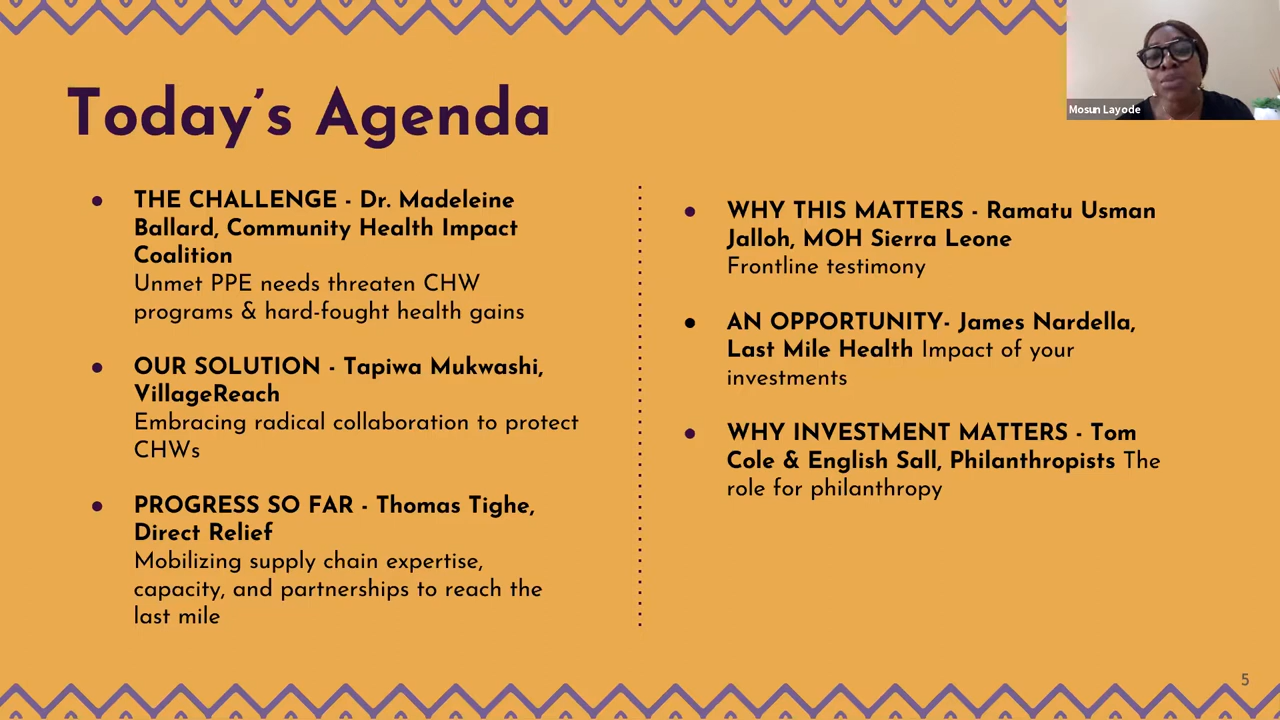 Today's Agenda
Mosun Layode
● THE CHALLENGE - Dr. Madeleine
Ballard, Community Health Impact
Coalition
Unmet PPE needs threaten CHW
programs & hard-fought health gains
● OUR SOLUTION - Tapiwa Mukwashi,
VillageReach
Embracing radical collaboration to protect
CHWs
● PROGRESS SO FAR - Thomas Tighe,
Direct Relief
Mobilizing supply chain expertise,
capacity, and partnerships to reach the
last mile
● WHY THIS MATTERS - Ramatu Usman
Jalloh, MOH Sierra Leone
Frontline testimony
● AN OPPORTUNITY- James Nardella,
Last Mile Health Impact of your
investments
● WHY INVESTMENT MATTERS - Tom
Cole & English Sall, Philanthropists The
role for philanthropy
5